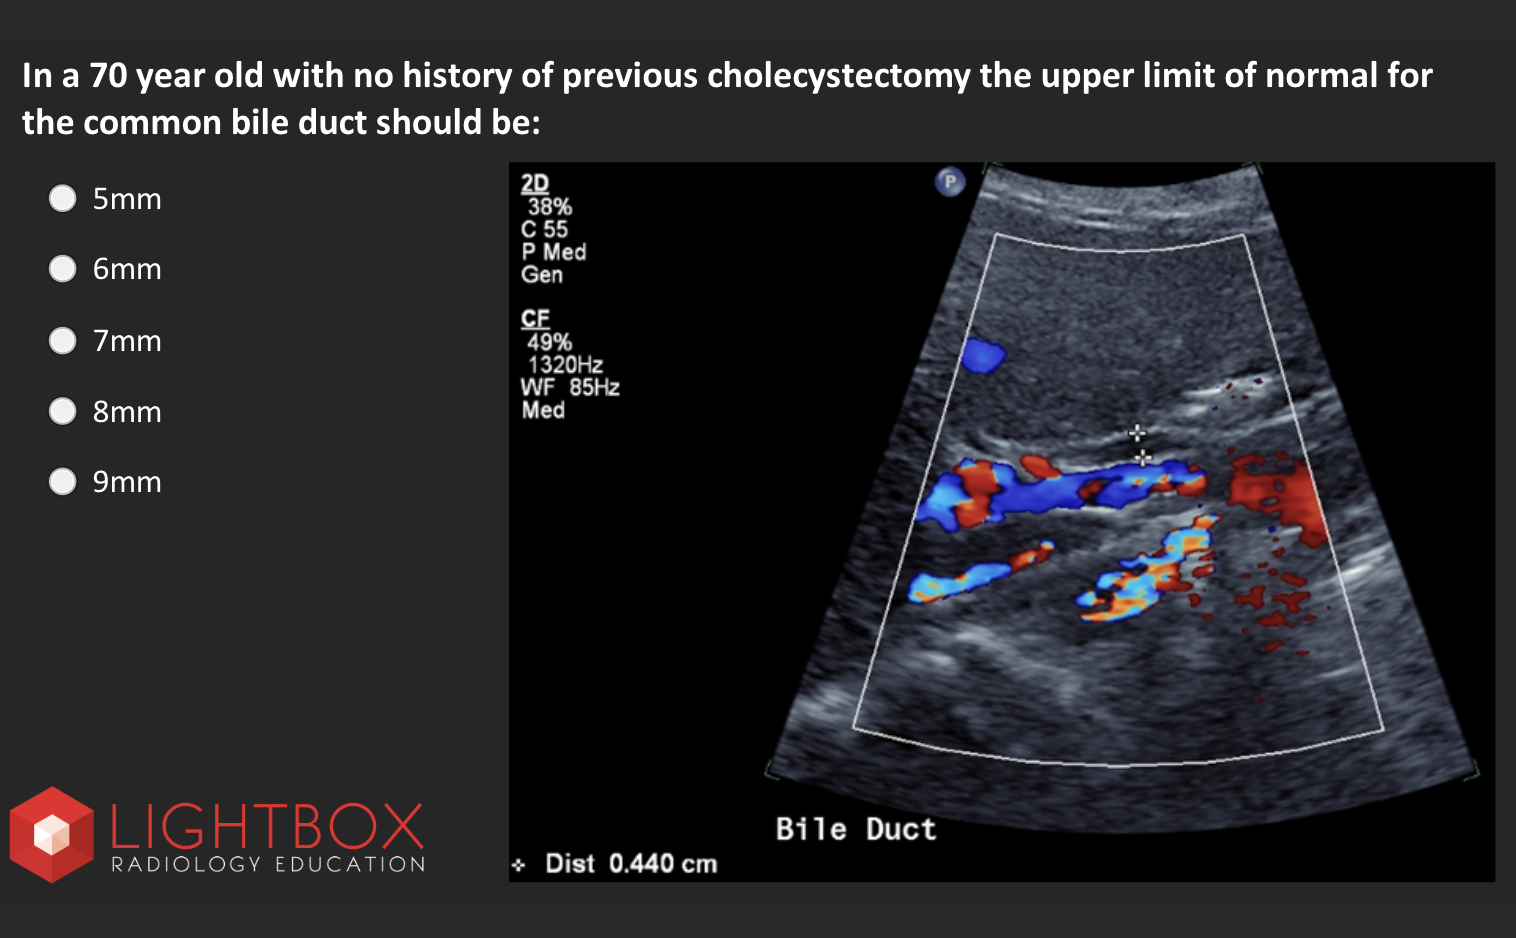 In a 70 year old with no history of previous cholecystectomy the upper limit of normal for
the common bile duct should be:
5mm
6mm
7mm
8mm
9mm
2D
38%
C 55
P Med
Gen
CF
49%
1320Hz
WF 85Hz
Med
P
Bile Duct
Dist 0.440 cm
LIGHTBOX
RADIOLOGY EDUCATION